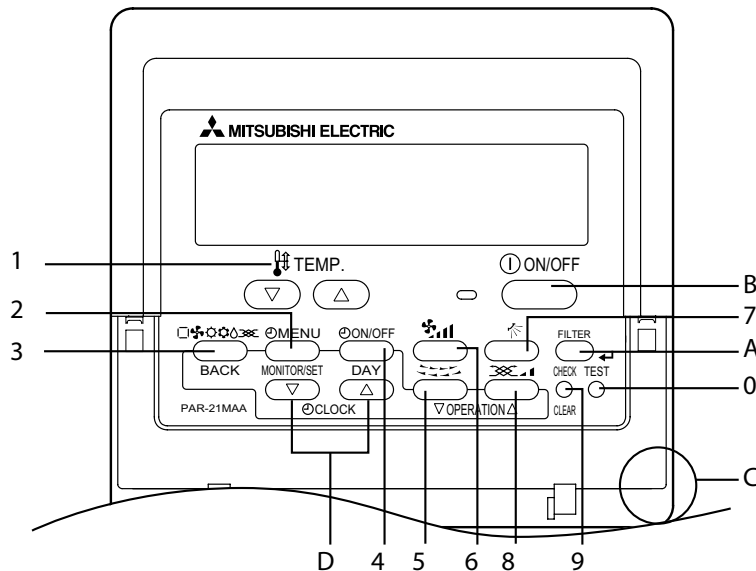 MITSUBISHI ELECTRIC
1
TEMP.
ON/OFF
B
2
MENU
ON/OFF
7
FILTER
A
3
BACK
MONITOR/SET
DAY
CHECK
TEST
0
PAR-21MAA
CLOCK
OPERATION
CLEAR
C
D
4
5
6
8
9